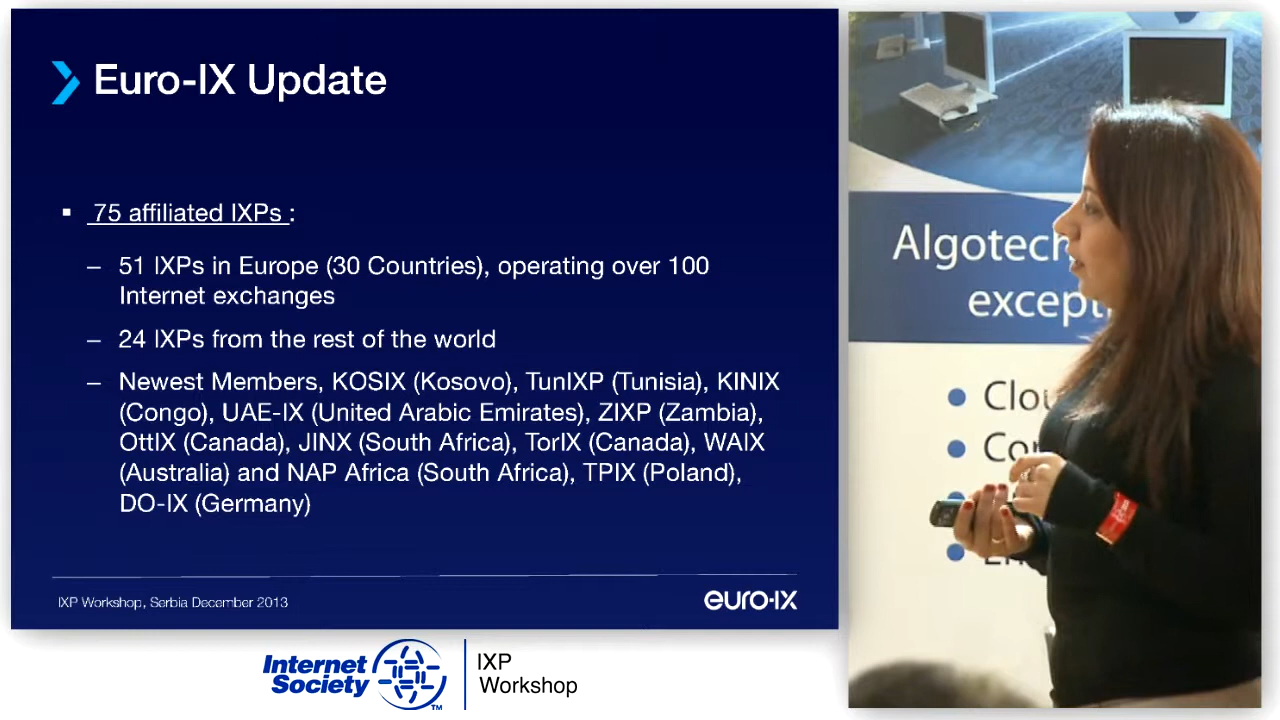 Euro-IX Update
75 affiliated IXPs :
– 51 IXPs in Europe (30 Countries), operating over 100
Internet exchanges
– 24 IXPs from the rest of the world
– Newest Members, KOSIX (Kosovo), TunIXP (Tunisia), KINIX
(Congo), UAE-IX (United Arabic Emirates), ZIXP (Zambia),
OttIX (Canada), JINX (South Africa), TorIX (Canada), WAIX
(Australia) and NAP Africa (South Africa), TPIX (Poland),
DO-IX (Germany)
IXP Workshop, Serbia December 2013
euro-ix
Internet
Society
TM
IXP
Workshop
Algotech